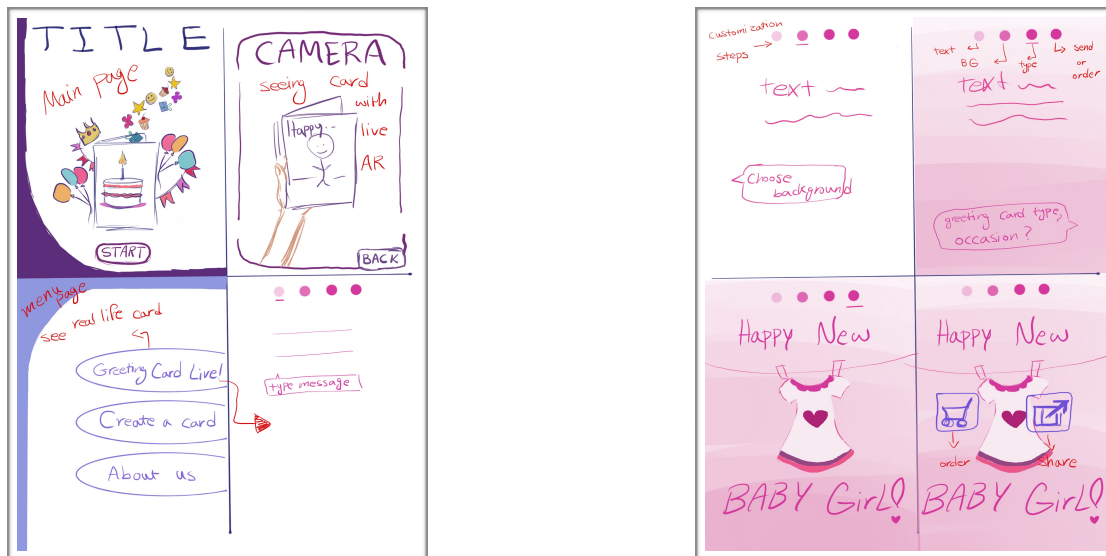 TITLE
Main page
START
CAMERA
seeing card
with
live
AR
Happy...
BACK
menu page
see real life card
Greeting Card Live!
Create a card
About us
type message
customization
steps
text
Choose
background
text
BG
type
send
or
order
text
greeting card type,
occasion?
Happy New
BABY GirL!
Happy New
order
share
BABY GirL!